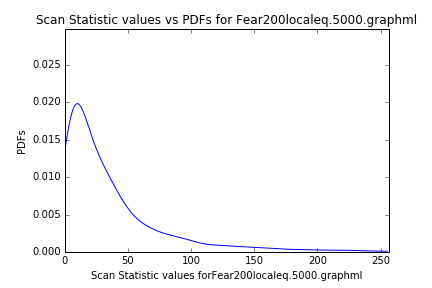 Scan Statistic values vs PDFs for Fear200localeq.5000.graphml
0.025
0.020
0.015
0.010
0.005
0.000
PDFs
0 50 100 150 200 250
Scan Statistic values forFear200localeq.5000.graphml